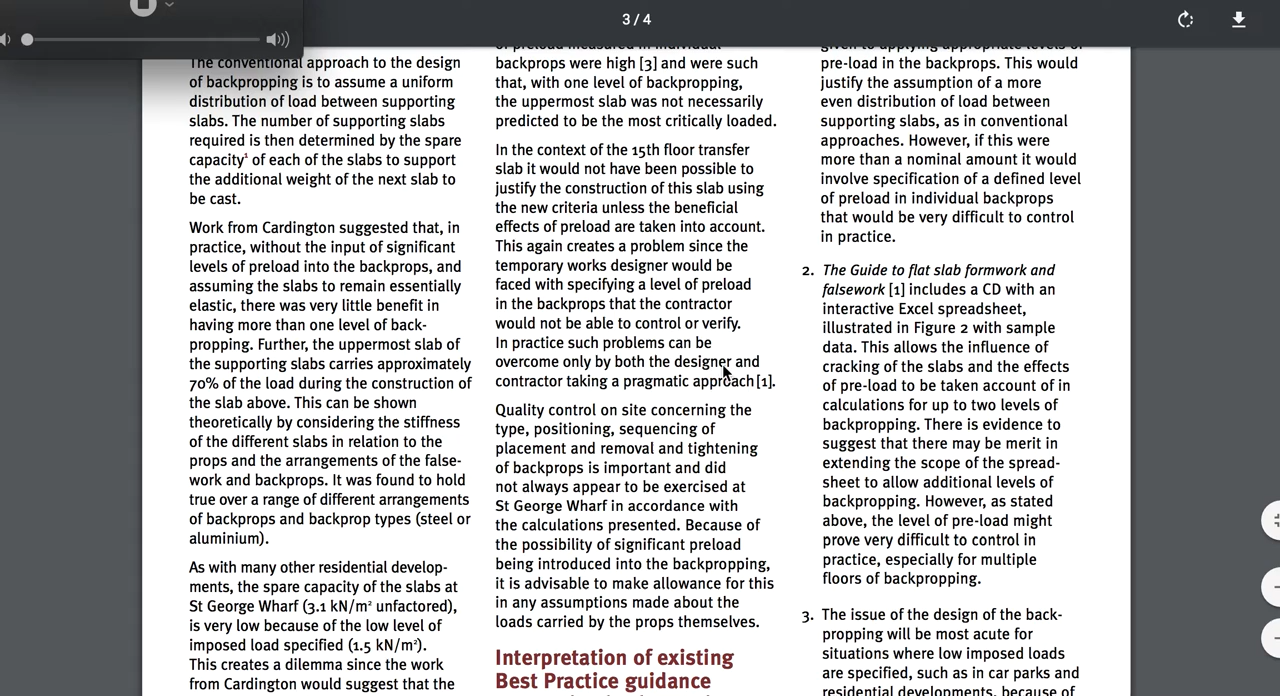 3 / 4
The conventional approach to the design
of backpropping is to assume a uniform
distribution of load between supporting
slabs. The number of supporting slabs
required is then determined by the spare
capacity¹ of each of the slabs to support
the additional weight of the next slab to
be cast.
Work from Cardington suggested that, in
practice, without the input of significant
levels of preload into the backprops, and
assuming the slabs to remain essentially
elastic, there was very little benefit in
having more than one level of back-
propping. Further, the uppermost slab of
the supporting slabs carries approximately
70% of the load during the construction of
the slab above. This can be shown
theoretically by considering the stiffness
of the different slabs in relation to the
props and the arrangements of the false-
work and backprops. It was found to hold
true over a range of different arrangements
of backprops and backprop types (steel or
aluminium).
As with many other residential develop-
ments, the spare capacity of the slabs at
St George Wharf (3.1 kN/m² unfactored),
is very low because of the low level of
imposed load specified (1.5 kN/m²).
This creates a dilemma since the work
from Cardington would suggest that the
of preload measured in individual
backprops were high [3] and were such
that, with one level of backpropping,
the uppermost slab was not necessarily
predicted to be the most critically loaded.
In the context of the 15th floor transfer
slab it would not have been possible to
justify the construction of this slab using
the new criteria unless the beneficial
effects of preload are taken into account.
This again creates a problem since the
temporary works designer would be
faced with specifying a level of preload
in the backprops that the contractor
would not be able to control or verify.
In practice such problems can be
overcome only by both the designer and
contractor taking a pragmatic approach [1].
Quality control on site concerning the
type, positioning, sequencing of
placement and removal and tightening
of backprops is important and did
not always appear to be exercised at
St George Wharf in accordance with
the calculations presented. Because of
the possibility of significant preload
being introduced into the backpropping,
it is advisable to make allowance for this
in any assumptions made about the
loads carried by the props themselves.
Interpretation of existing
Best Practice guidance
given to applying appropriate levels of
pre-load in the backprops. This would
justify the assumption of a more
even distribution of load between
supporting slabs, as in conventional
approaches. However, if this were
more than a nominal amount it would
involve specification of a defined level
of preload in individual backprops
that would be very difficult to control
in practice.
2. The Guide to flat slab formwork and
falsework [1] includes a CD with an
interactive Excel spreadsheet,
illustrated in Figure 2 with sample
data. This allows the influence of
cracking of the slabs and the effects
of pre-load to be taken account of in
calculations for up to two levels of
backpropping. There is evidence to
suggest that there may be merit in
extending the scope of the spread-
sheet to allow additional levels of
backpropping. However, as stated
above, the level of pre-load might
prove very difficult to control in
practice, especially for multiple
floors of backpropping.
3. The issue of the design of the back-
propping will be most acute for
situations where low imposed loads
are specified, such as in car parks and
residential developments, because of